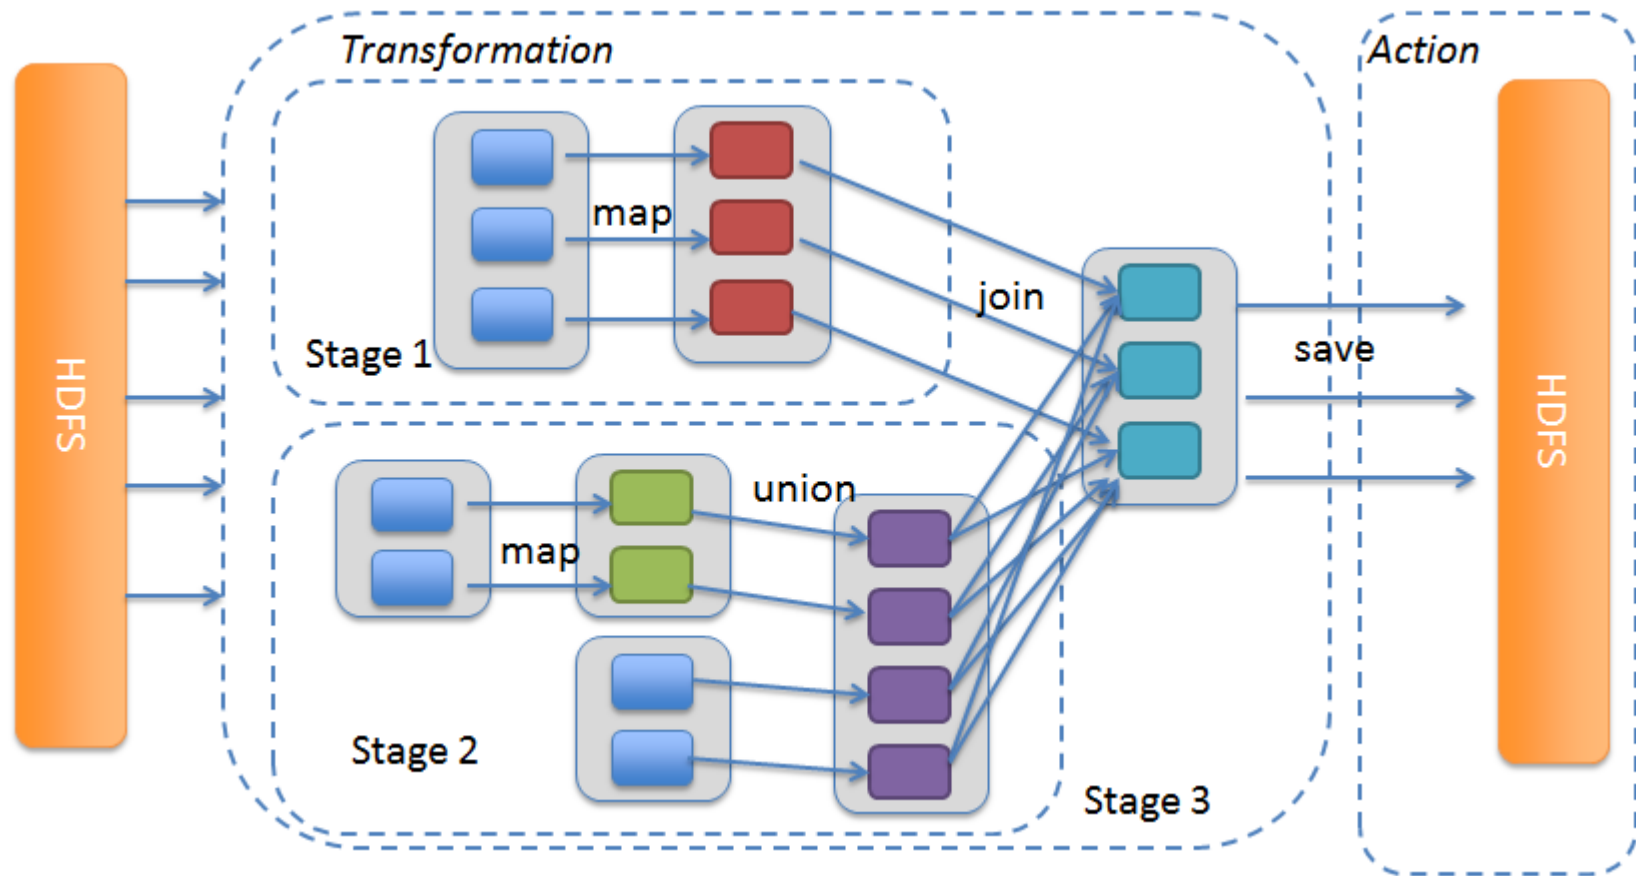 Transformation
Action
map
join
Stage 1
save
HDFS
HDFS
union
map
Stage 2
Stage 3